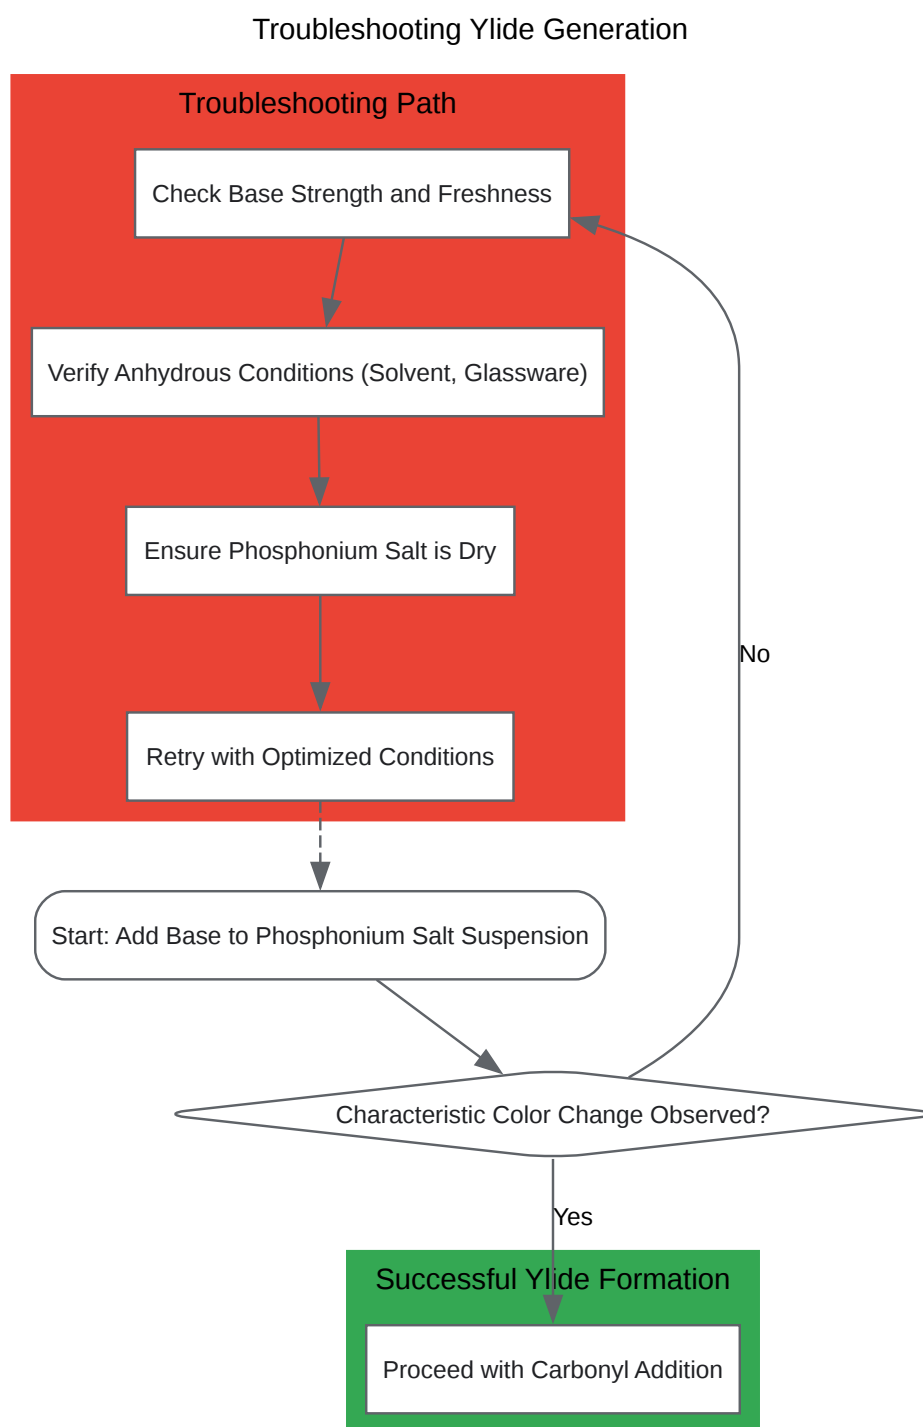 Troubleshooting Ylide Generation
Troubleshooting Path
Check Base Strength and Freshness
Verify Anhydrous Conditions (Solvent, Glassware)
Ensure Phosphonium Salt is Dry
No
Retry with Optimized Conditions
Start: Add Base to Phosphonium Salt Suspension
Characteristic Color Change Observed?
Yes
Successful Ylide Formation
Proceed with Carbonyl Addition